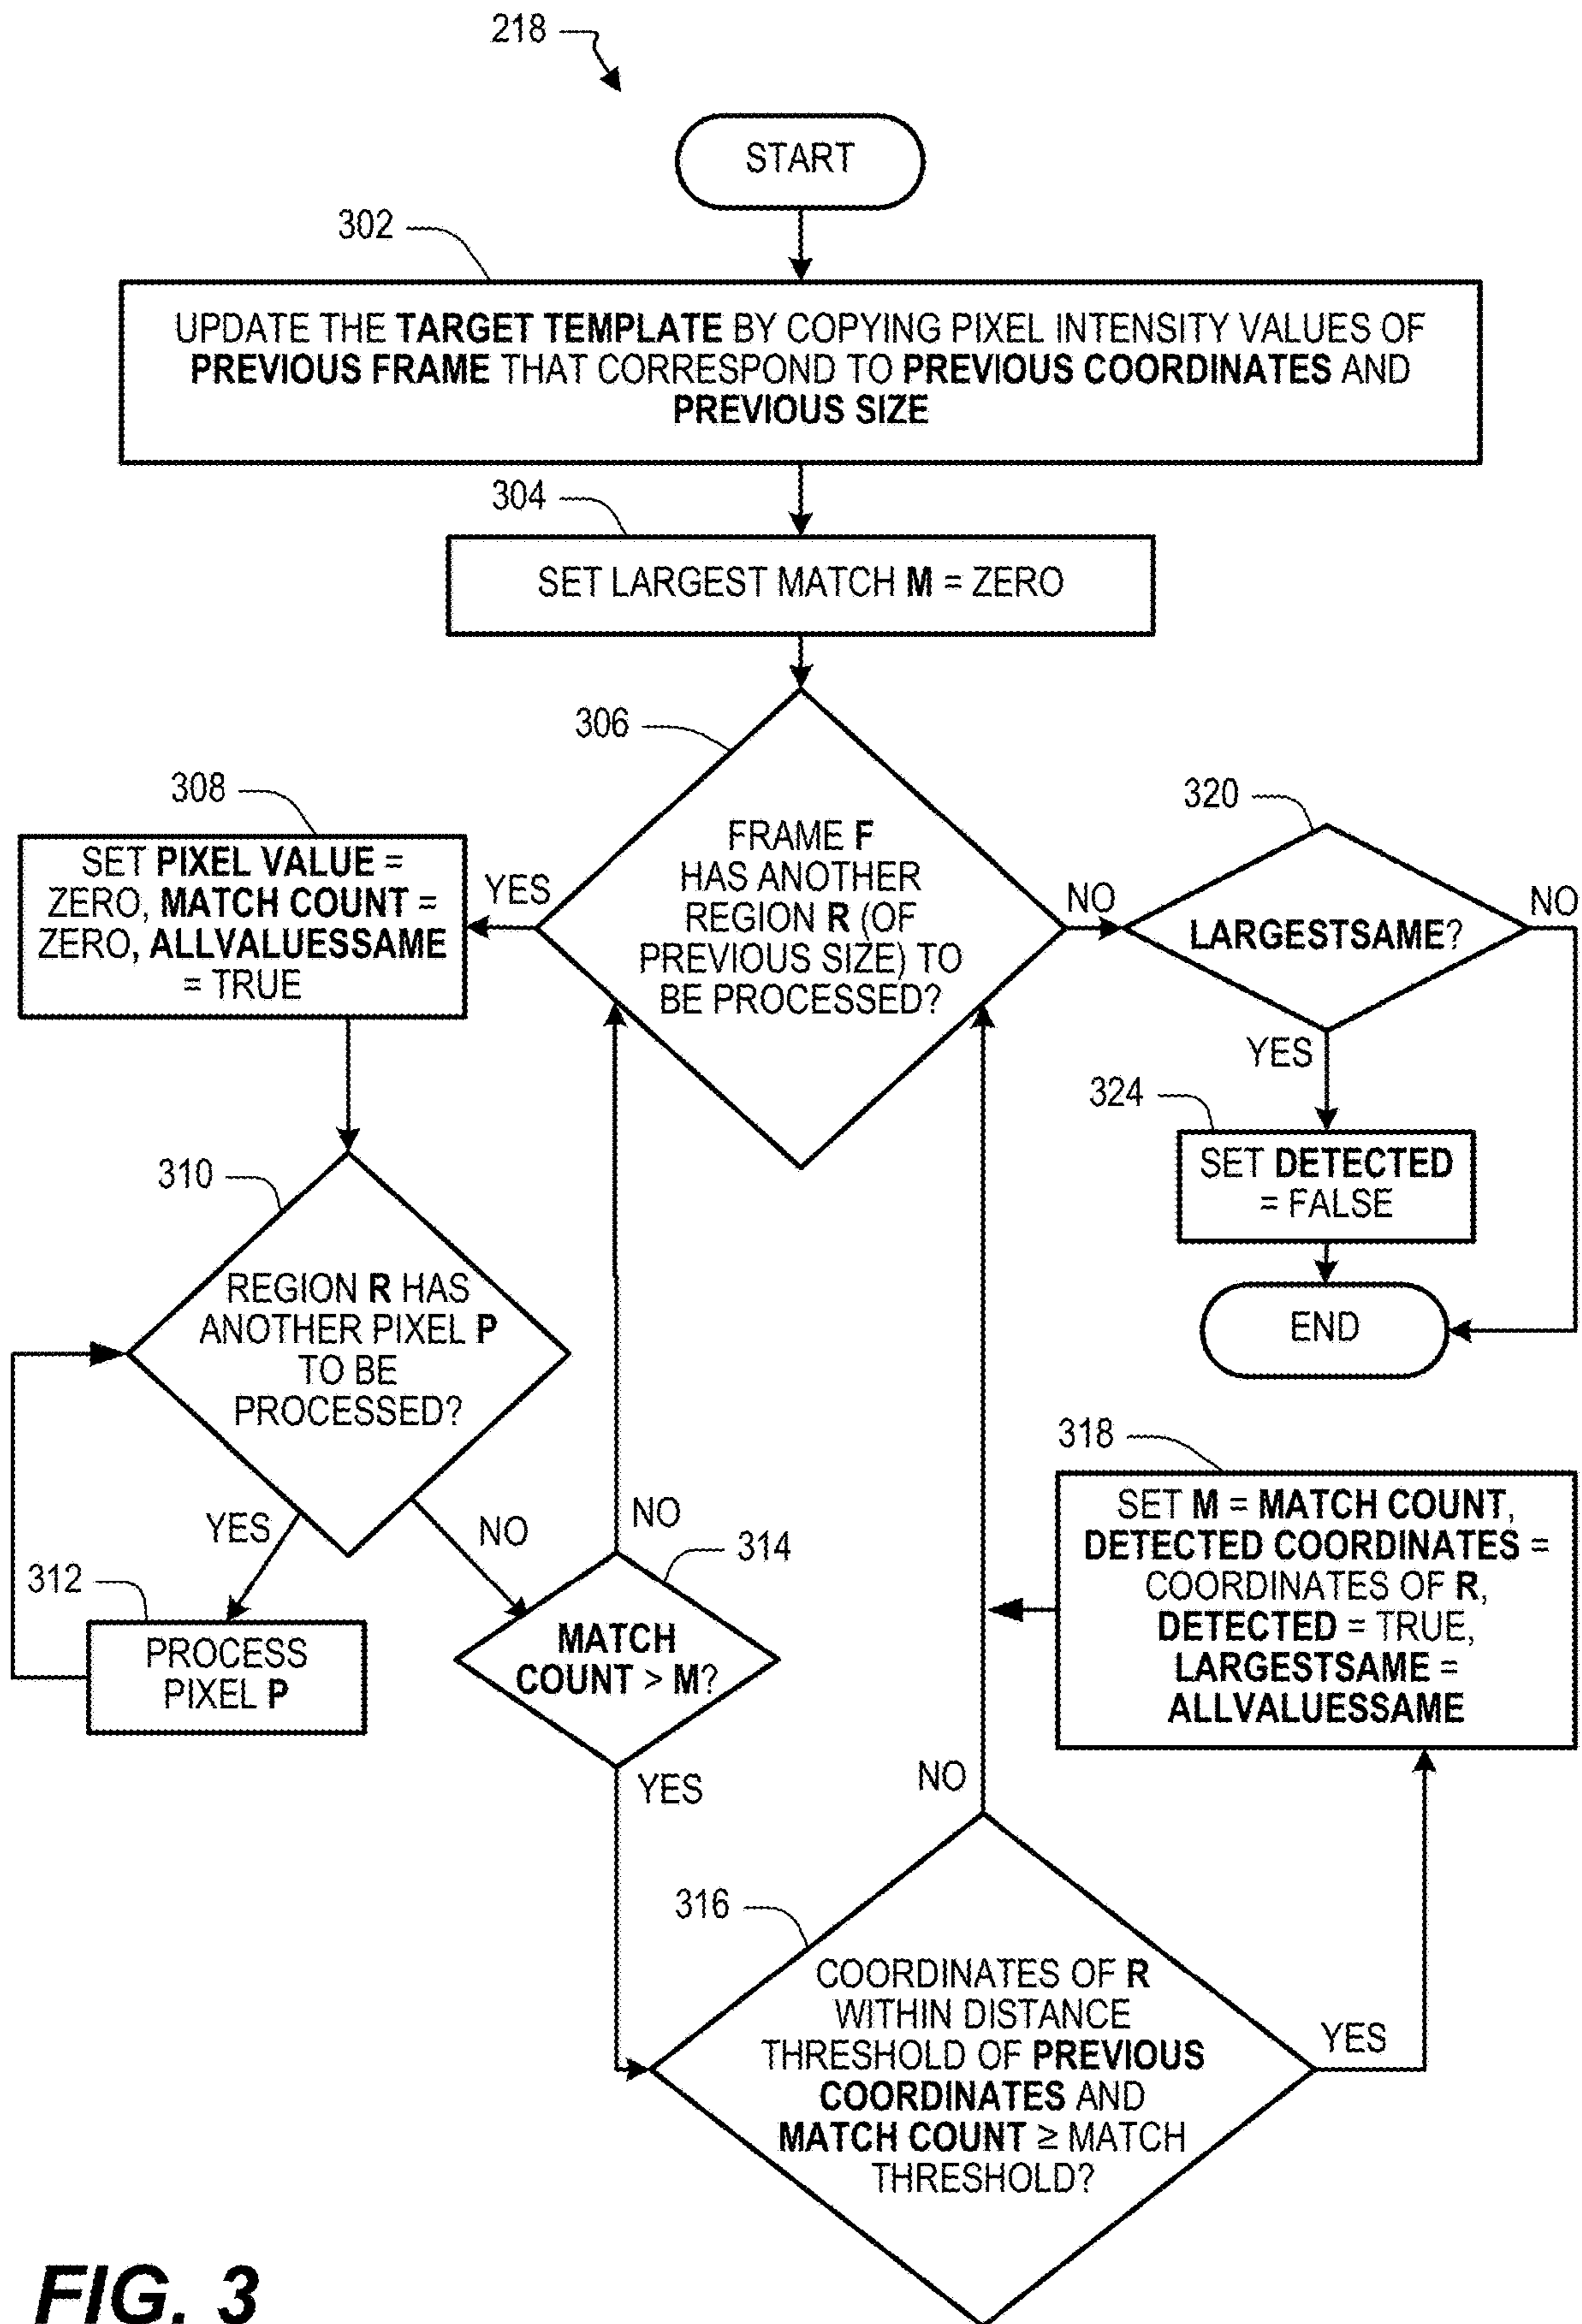 218
START
302
UPDATE THE TARGET TEMPLATE BY COPYING PIXEL INTENSITY VALUES OF
PREVIOUS FRAME THAT CORRESPOND TO PREVIOUS COORDINATES AND
PREVIOUS SIZE
304
SET LARGEST MATCH M = ZERO
306
FRAME F
HAS ANOTHER
REGION R (OF
PREVIOUS SIZE) TO
BE PROCESSED?
YES
NO
308
SET PIXEL VALUE =
ZERO, MATCH COUNT =
ZERO, ALLVALUESSAME
= TRUE
320
LARGESTSAME?
NO
YES
324
SET DETECTED
= FALSE
END
310
REGION R HAS
ANOTHER PIXEL P
TO BE
PROCESSED?
YES
NO
312
PROCESS
PIXEL P
NO
314
MATCH
COUNT > M?
YES
318
SET M = MATCH COUNT,
DETECTED COORDINATES =
COORDINATES OF R,
DETECTED = TRUE,
LARGESTSAME =
ALLVALUESSAME
NO
316
COORDINATES OF R
WITHIN DISTANCE
THRESHOLD OF PREVIOUS
COORDINATES AND
MATCH COUNT ≥ MATCH
THRESHOLD?
YES
FIG. 3